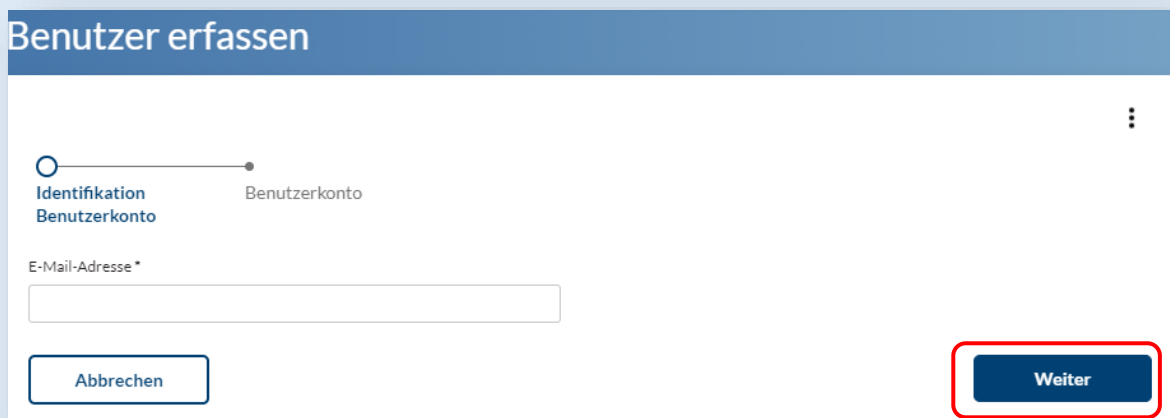 Benutzer erfassen
Identifikation
Benutzerkonto
Benutzerkonto
E-Mail-Adresse *
Abbrechen
Weiter